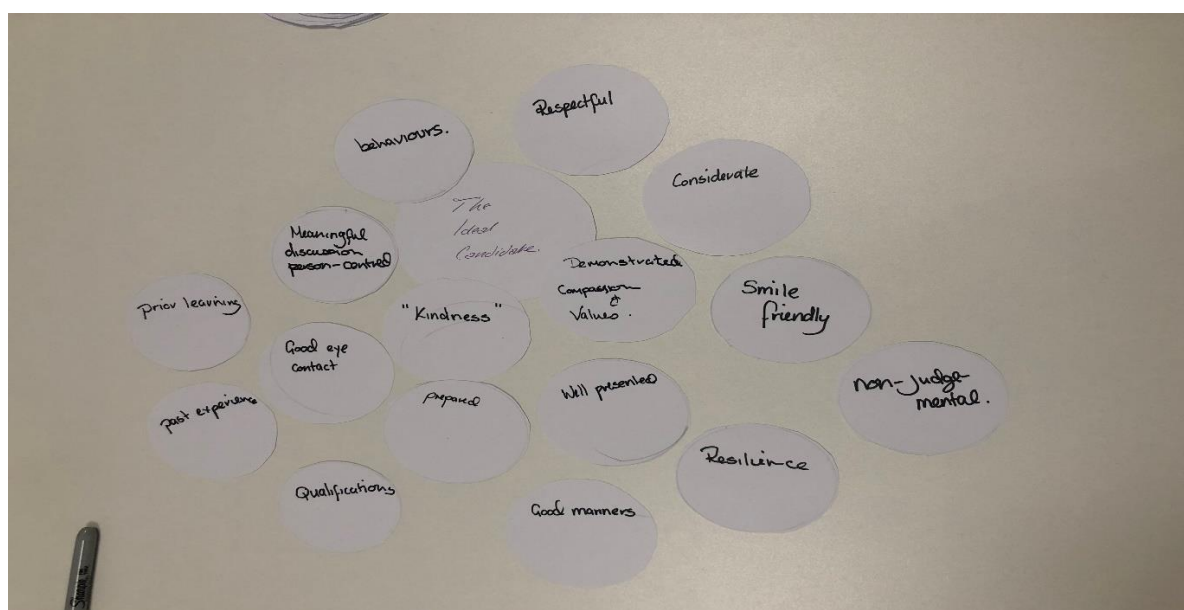 Respectful
behaviours.
Considerate
The
Ideal
Candidate.
Meaningful
discussion
person-centred
Demonstrated
Compassion
&
Values.
Smile
friendly
prior learning
"Kindness"
Good eye
contact
non-judge
mental.
past experience
prepared
Well presented
Resilience
Qualifications
Good manners
Sharpie